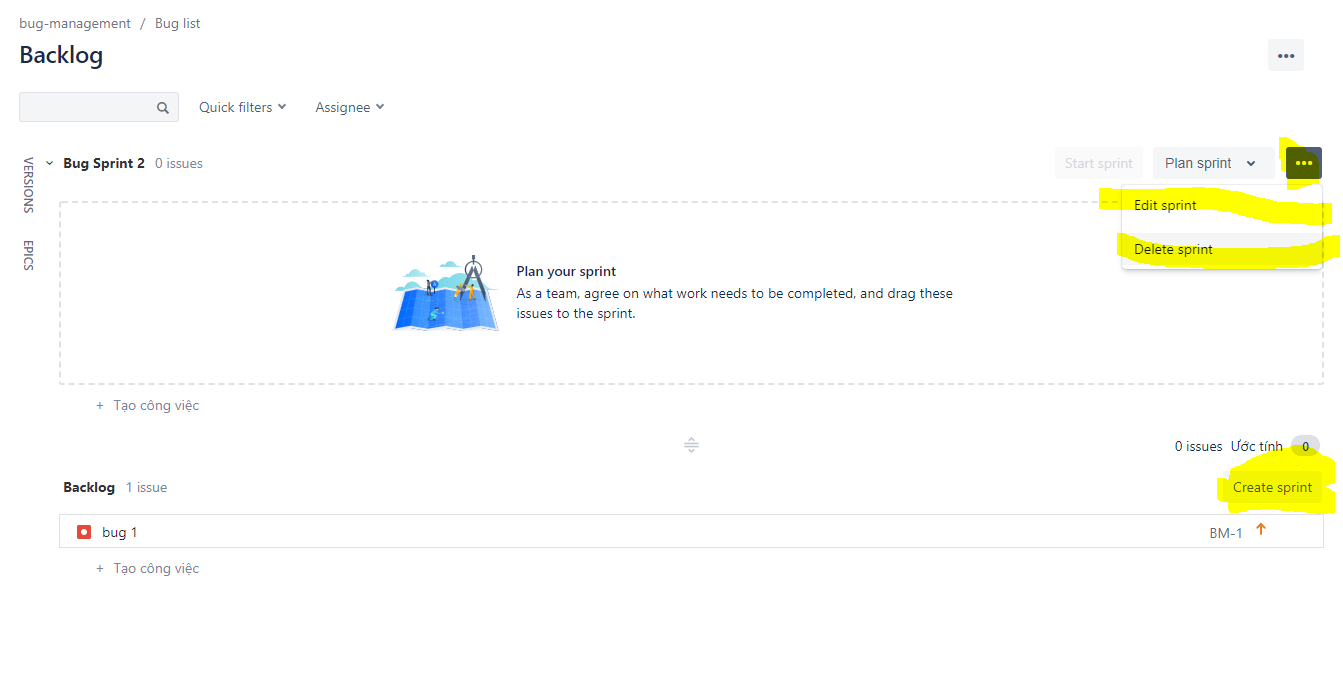 bug-management / Bug list
Backlog
Quick filters Assignee
VERSIONS
EPICS
Bug Sprint 2 0 issues Start sprint Plan sprint
Edit sprint
Delete sprint
Plan your sprint
As a team, agree on what work needs to be completed, and drag these
issues to the sprint.
+ Tạo công việc
0 issues Ước tính 0
Backlog 1 issue Create sprint
bug 1 BM-1
+ Tạo công việc